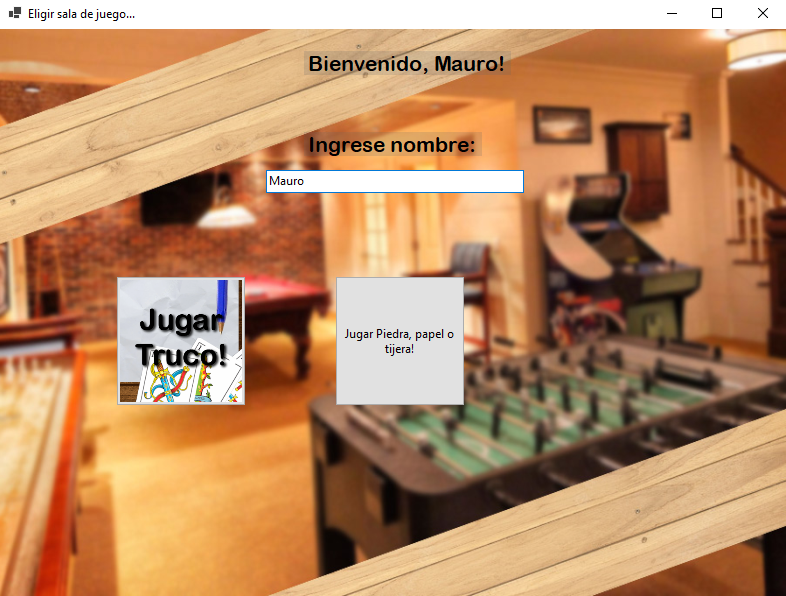 Eligir sala de juego...
Bienvenido, Mauro!
Ingrese nombre:
Mauro
Jugar
Truco!
Jugar Piedra, papel o
tijera!